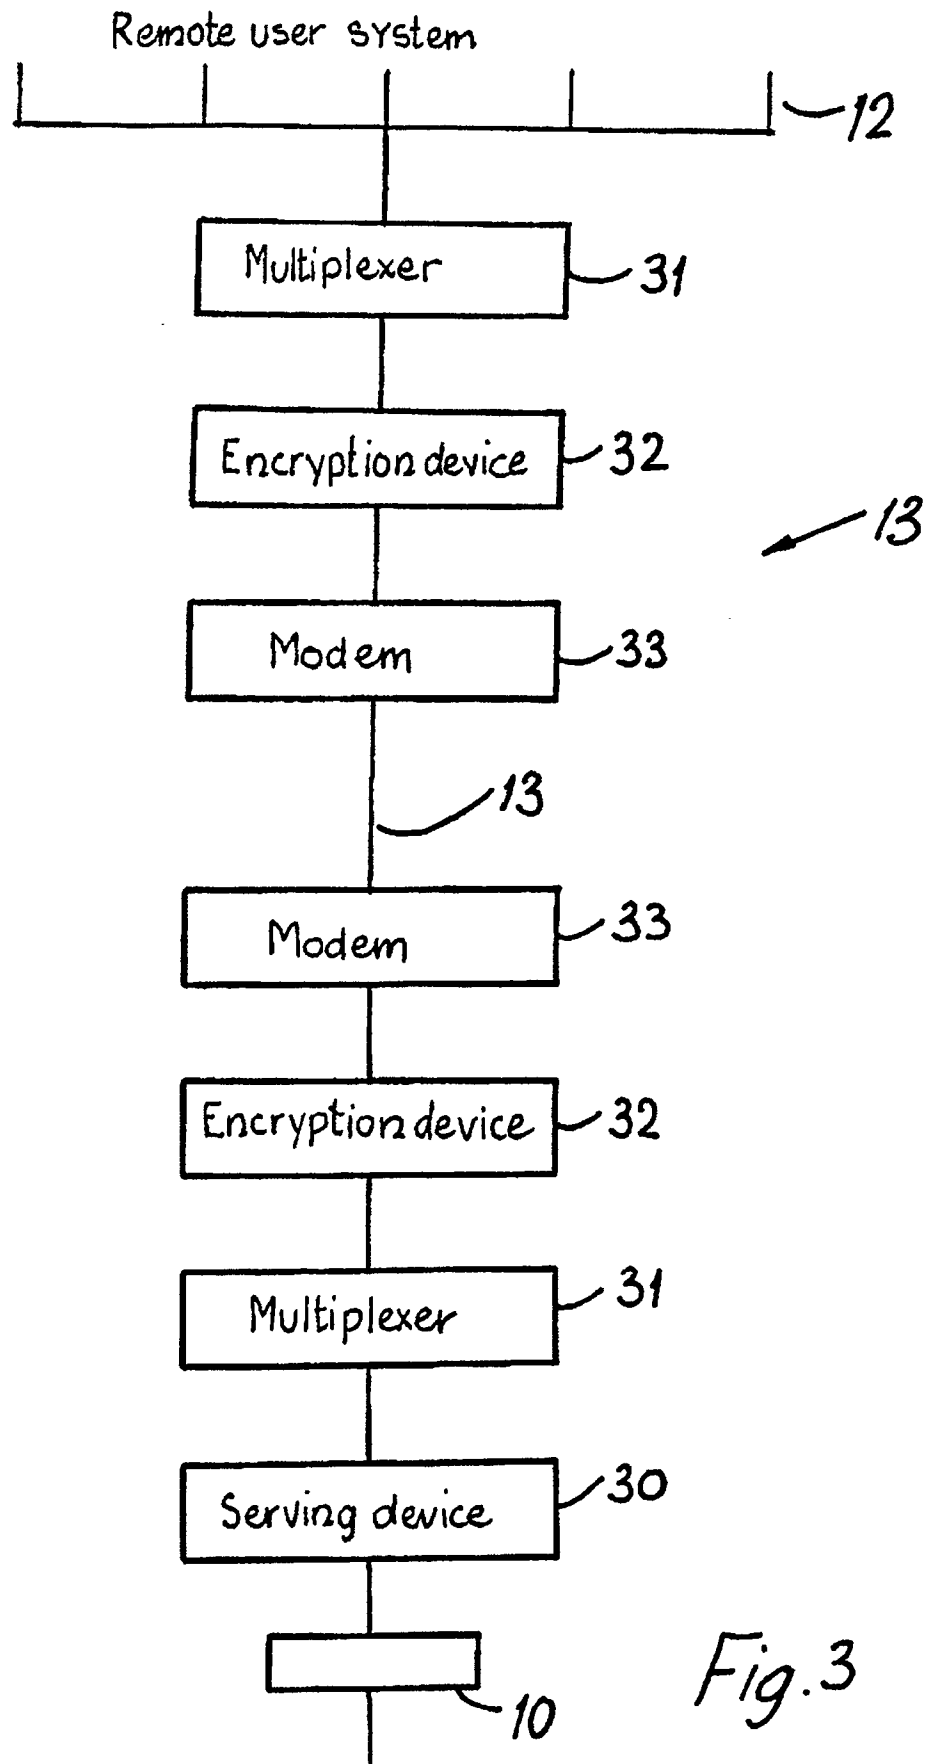 Remote user system
12
Multiplexer
31
Encryption device
32
13
Modem
33
13
Modem
33
Encryption device
32
Multiplexer
31
Serving device
30
10
Fig. 3